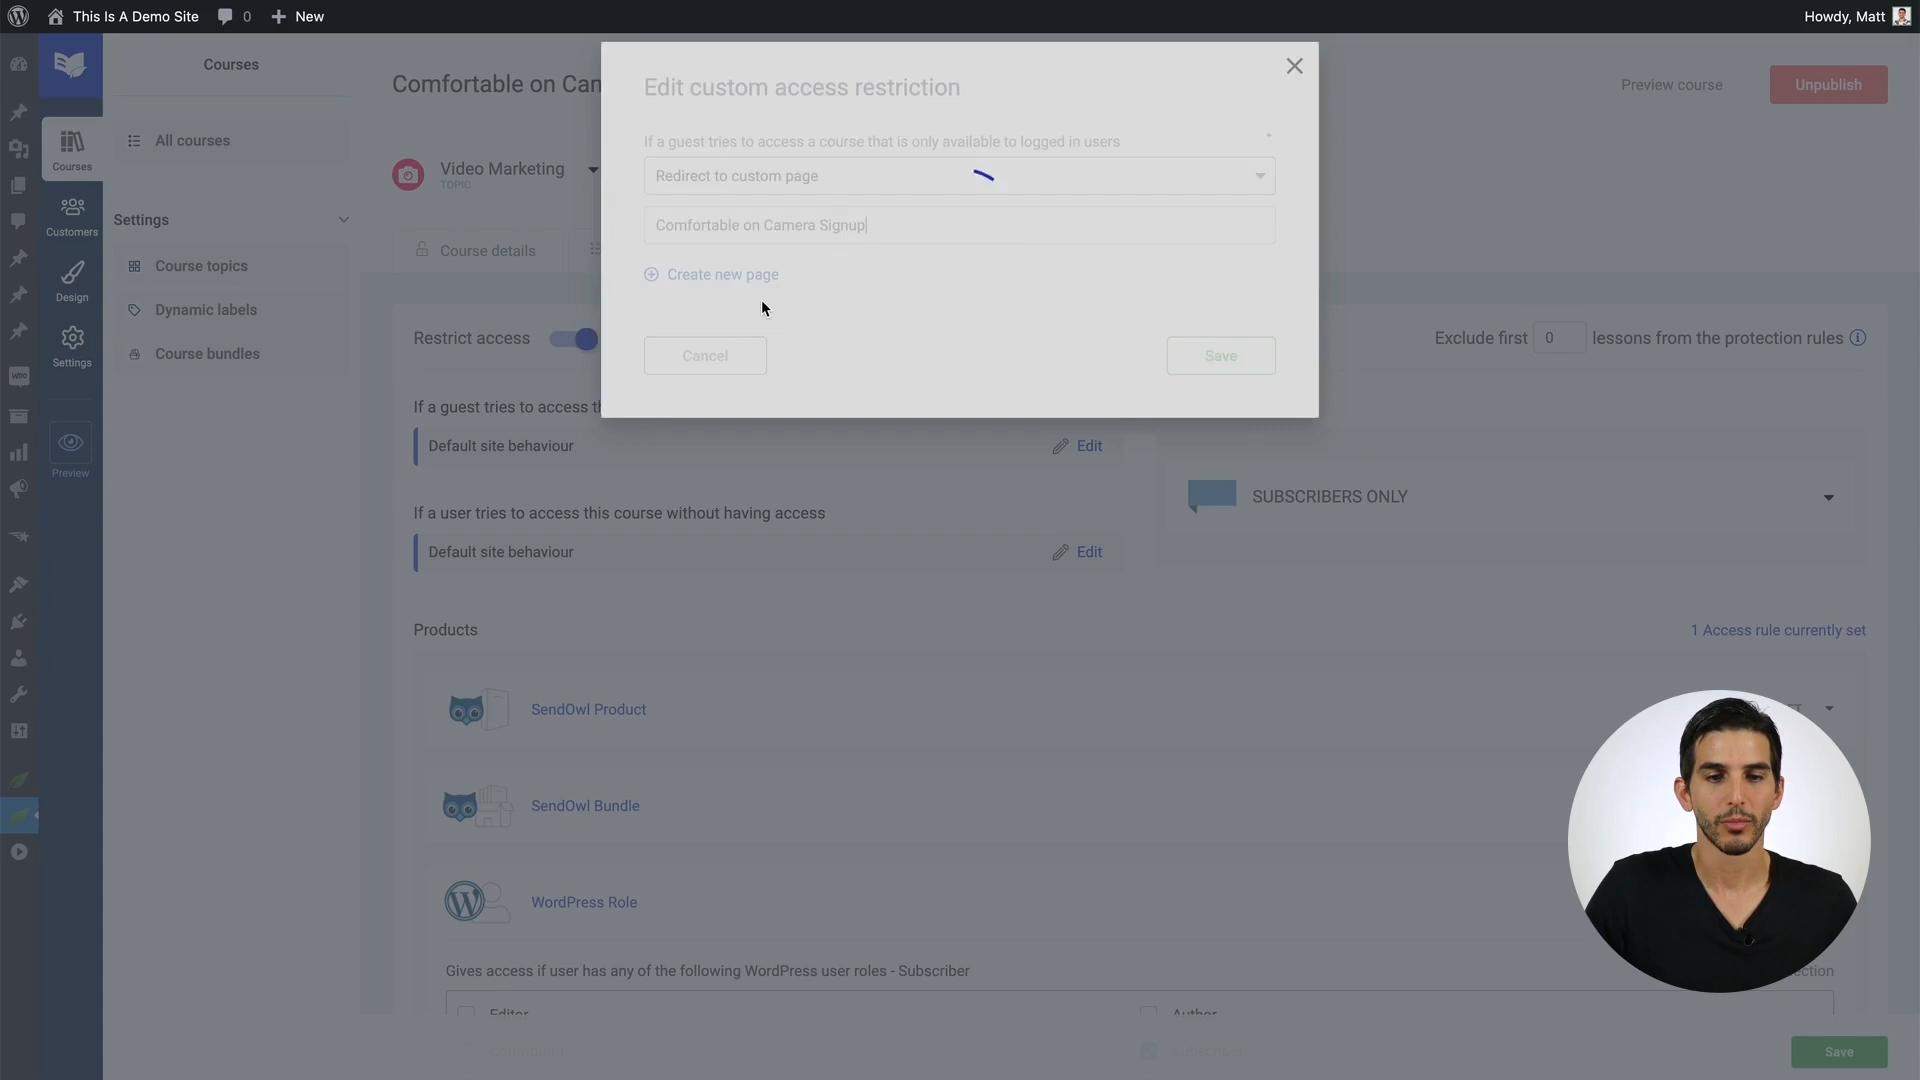 This Is A Demo Site
0
New
Howdy, Matt
Courses
All courses
Settings
Course topics
Dynamic labels
Course bundles
Courses
Customers
Design
Settings
Preview
WOO
Comfortable on Can
Preview course
Unpublish
Video Marketing
TOPIC
Course details
Edit custom access restriction
If a guest tries to access a course that is only available to logged in users
Redirect to custom page
Comfortable on Camera Signup
Create new page
Cancel
Save
Restrict access
Exclude first 0 lessons from the protection rules
If a guest tries to access th
Default site behaviour
Edit
SUBSCRIBERS ONLY
If a user tries to access this course without having access
Default site behaviour
Edit
Products
1 Access rule currently set
SendOwl Product
SendOwl Bundle
WordPress Role
Gives access if user has any of the following WordPress user roles - Subscriber
Editor
Author
Save